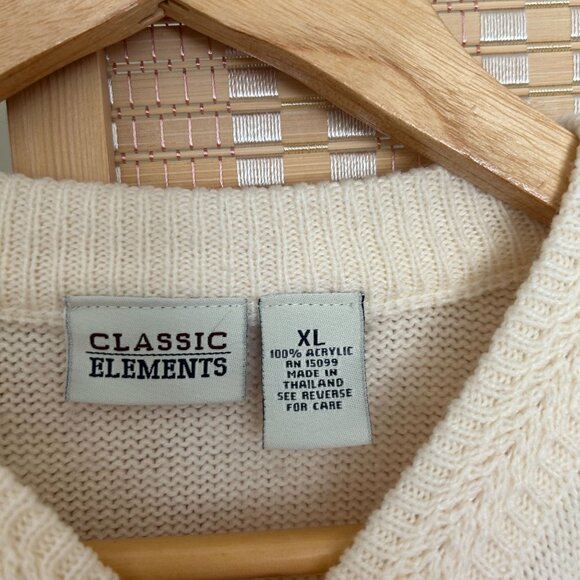 CLASSIC
ELEMENTS
XL
100% ACRYLIC
RN 15099
MADE IN
THAILAND
SEE REVERSE
FOR CARE